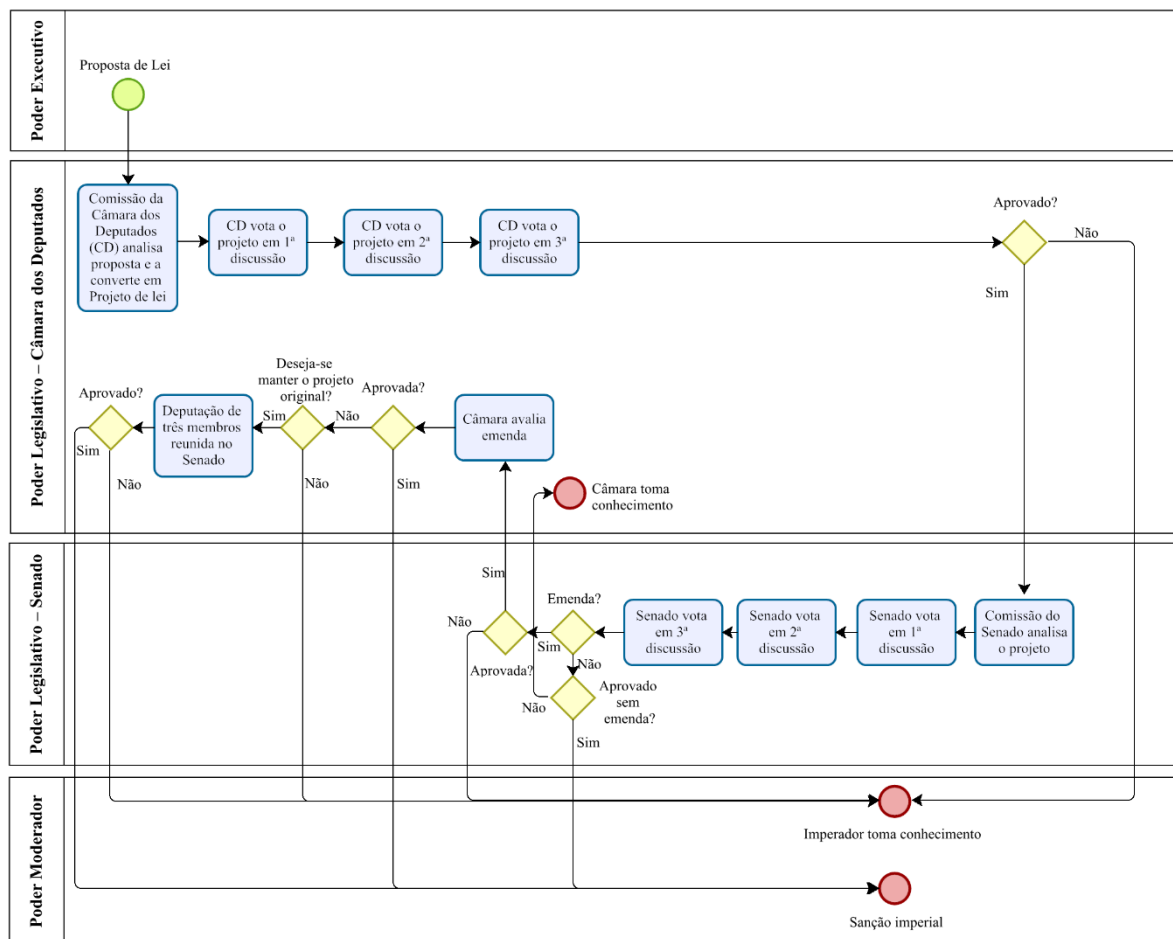 Poder Executivo
Proposta de Lei
Poder Legislativo – Câmara dos Deputados
Comissão da
Câmara dos
Deputados
(CD) analisa
proposta e a
converte em
Projeto de lei
CD vota o
projeto em 1ª
discussão
CD vota o
projeto em 2ª
discussão
CD vota o
projeto em 3ª
discussão
Aprovado?
Não
Sim
Aprovado?
Sim
Não
Deputação de
três membros
reunida no
Senado
Deseja-se
manter o projeto
original?
Sim
Não
Aprovada?
Não
Sim
Câmara avalia
emenda
Câmara toma
conhecimento
Poder Legislativo – Senado
Sim
Não
Aprovada?
Emenda?
Sim
Não
Aprovado
sem
emenda?
Não
Sim
Senado vota
em 3ª
discussão
Senado vota
em 2ª
discussão
Senado vota
em 1ª
discussão
Comissão do
Senado analisa
o projeto
Poder Moderador
Imperador toma conhecimento
Sanção imperial